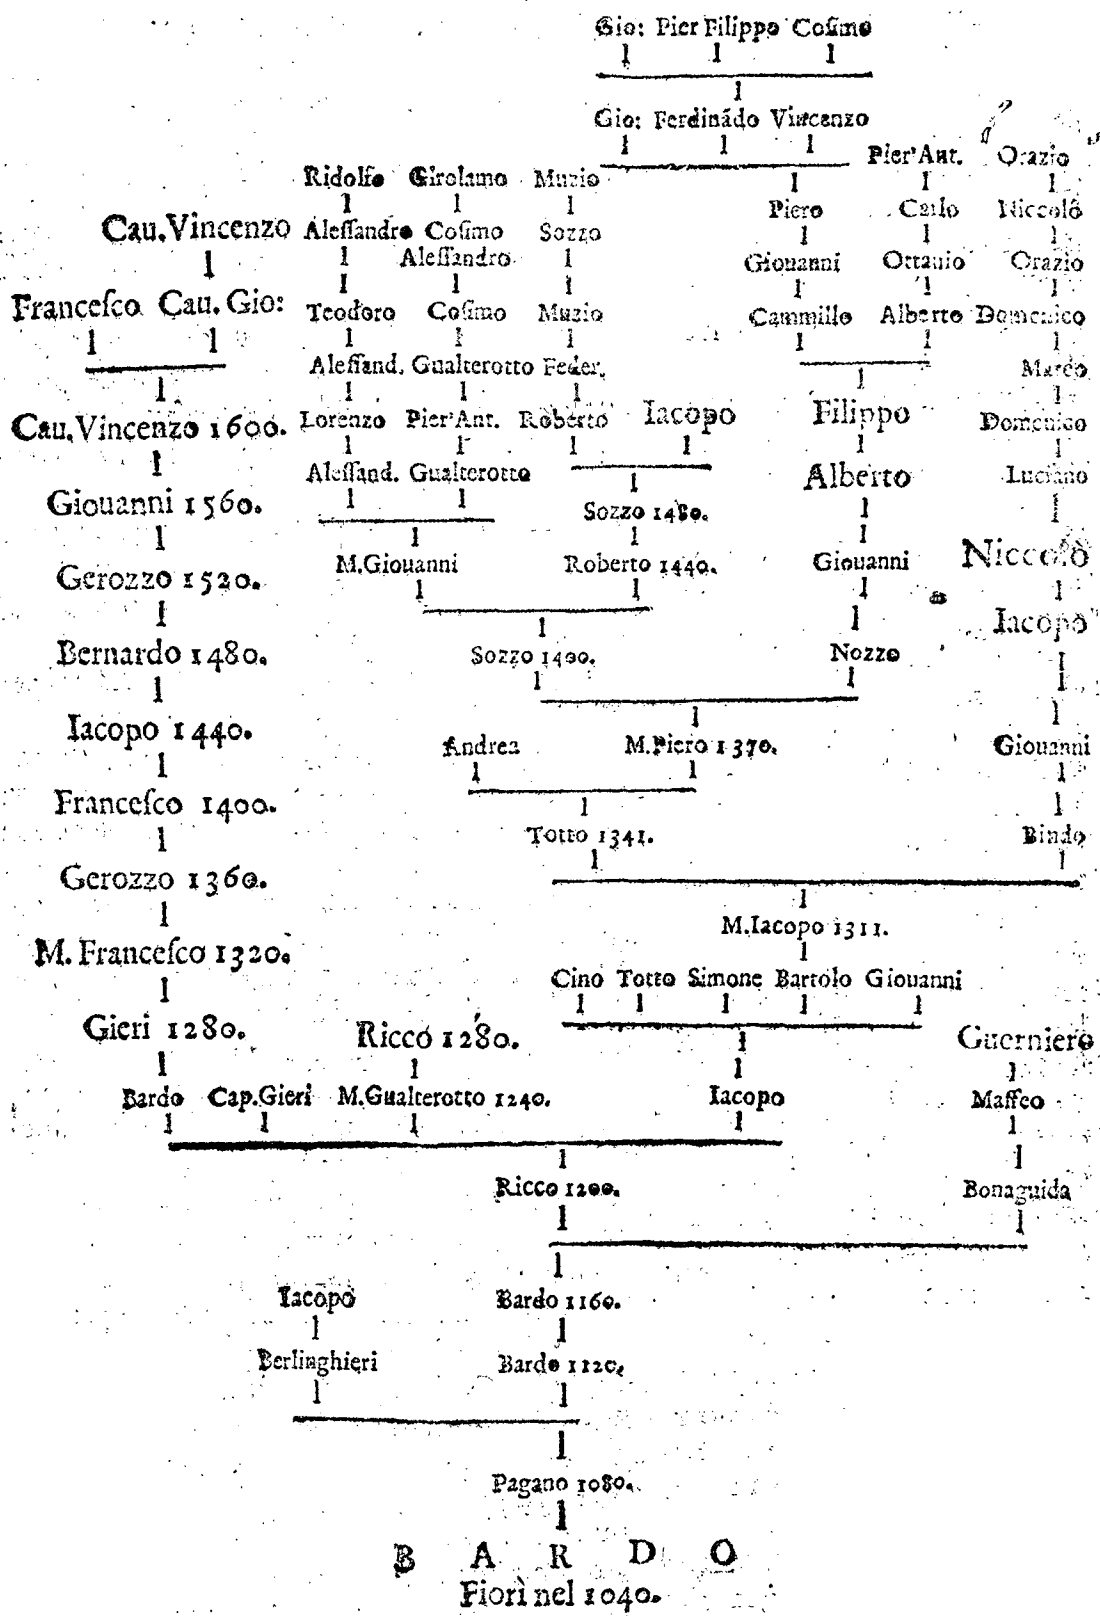 Gio: Pier Filippo Coſimo
Gio: Ferdinãdo Vincenzo
Pier'Ant. Orazio
Ridolfo Girolamo Muzio
Piero Carlo Niccolò
Cau.Vincenzo Aleſſandro Coſimo Sozzo
Aleſſandro
Giouanni Ottauio Orazio
Franceſco Cau. Gio: Teodoro Coſimo Muzio
Cammillo Alberto Domenico
Aleſſand. Gualterotto Feder.
Marco
Cau.Vincenzo 1600. Lorenzo Pier'Ant. Roberto Iacopo Filippo Domenico
Aleſſand. Gualterotto Alberto Luciano
Giouanni 1560. Sozzo 1480.
M.Giouanni Roberto 1440. Giouanni Niccolò
Gerozzo 1520.
Iacopo
Bernardo 1480. Sozzo 1400. Nozzo
Iacopo 1440. Andrea M.Piero 1370. Giouanni
Franceſco 1400.
Totto 1341. Bindo
Gerozzo 1360.
M.Iacopo 1311.
M. Franceſco 1320.
Cino Totto Simone Bartolo Giouanni
Gieri 1280. Ricco 1280. Guerniero
Bardo Cap.Gieri M.Gualterotto 1240. Iacopo Maffeo
Ricco 1200. Bonaguida
Iacopo Bardo 1160.
Berlinghieri Bardo 1120.
Pagano 1080.
B A R D O
Fiorì nel 1040.